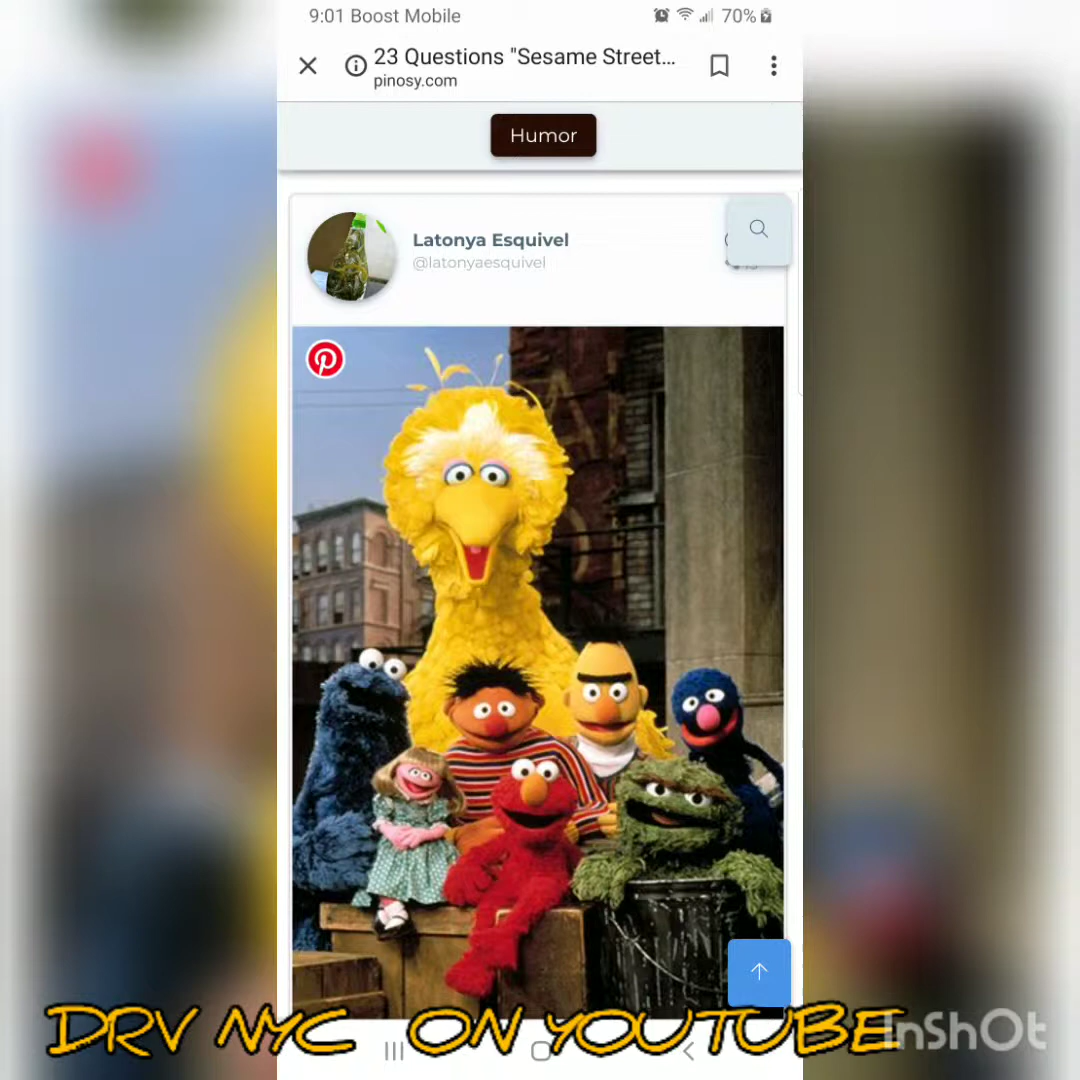 9:01 Boost Mobile
70%
23 Questions "Sesame Street...
pinosy.com
Humor
Latonya Esquivel
@latonyaesquivel
DRV NYC ON YOUTUBE
InShOt